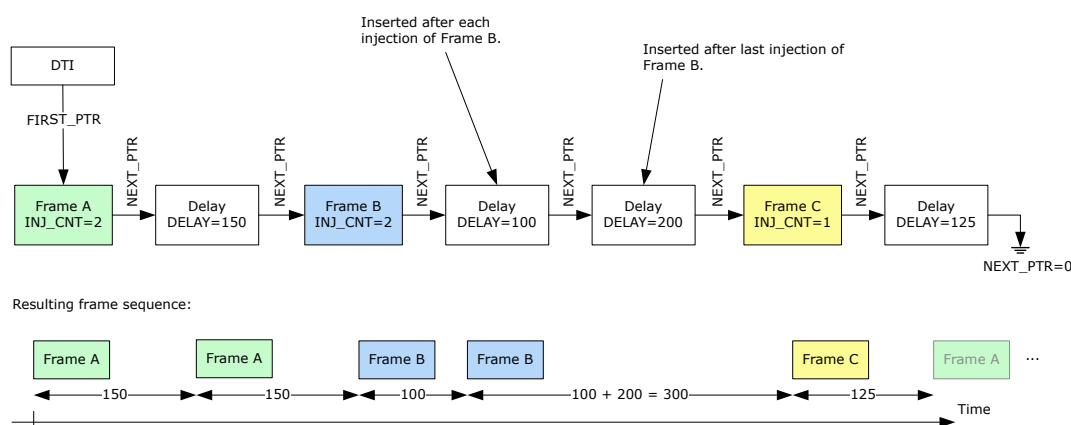 Inserted after each
injection of Frame B.
Inserted after last injection of
Frame B.
DTI
FIRST_PTR
NEXT_PTR
NEXT_PTR
NEXT_PTR
NEXT_PTR
NEXT_PTR
NEXT_PTR
Frame A
INJ_CNT=2
Delay
DELAY=150
Frame B
INJ_CNT=2
Delay
DELAY=100
Delay
DELAY=200
Frame C
INJ_CNT=1
Delay
DELAY=125
NEXT_PTR=0
Resulting frame sequence:
Frame A
Frame A
Frame B
Frame B
Frame C
Frame A
...
150
150
100
100 + 200 = 300
125
Time